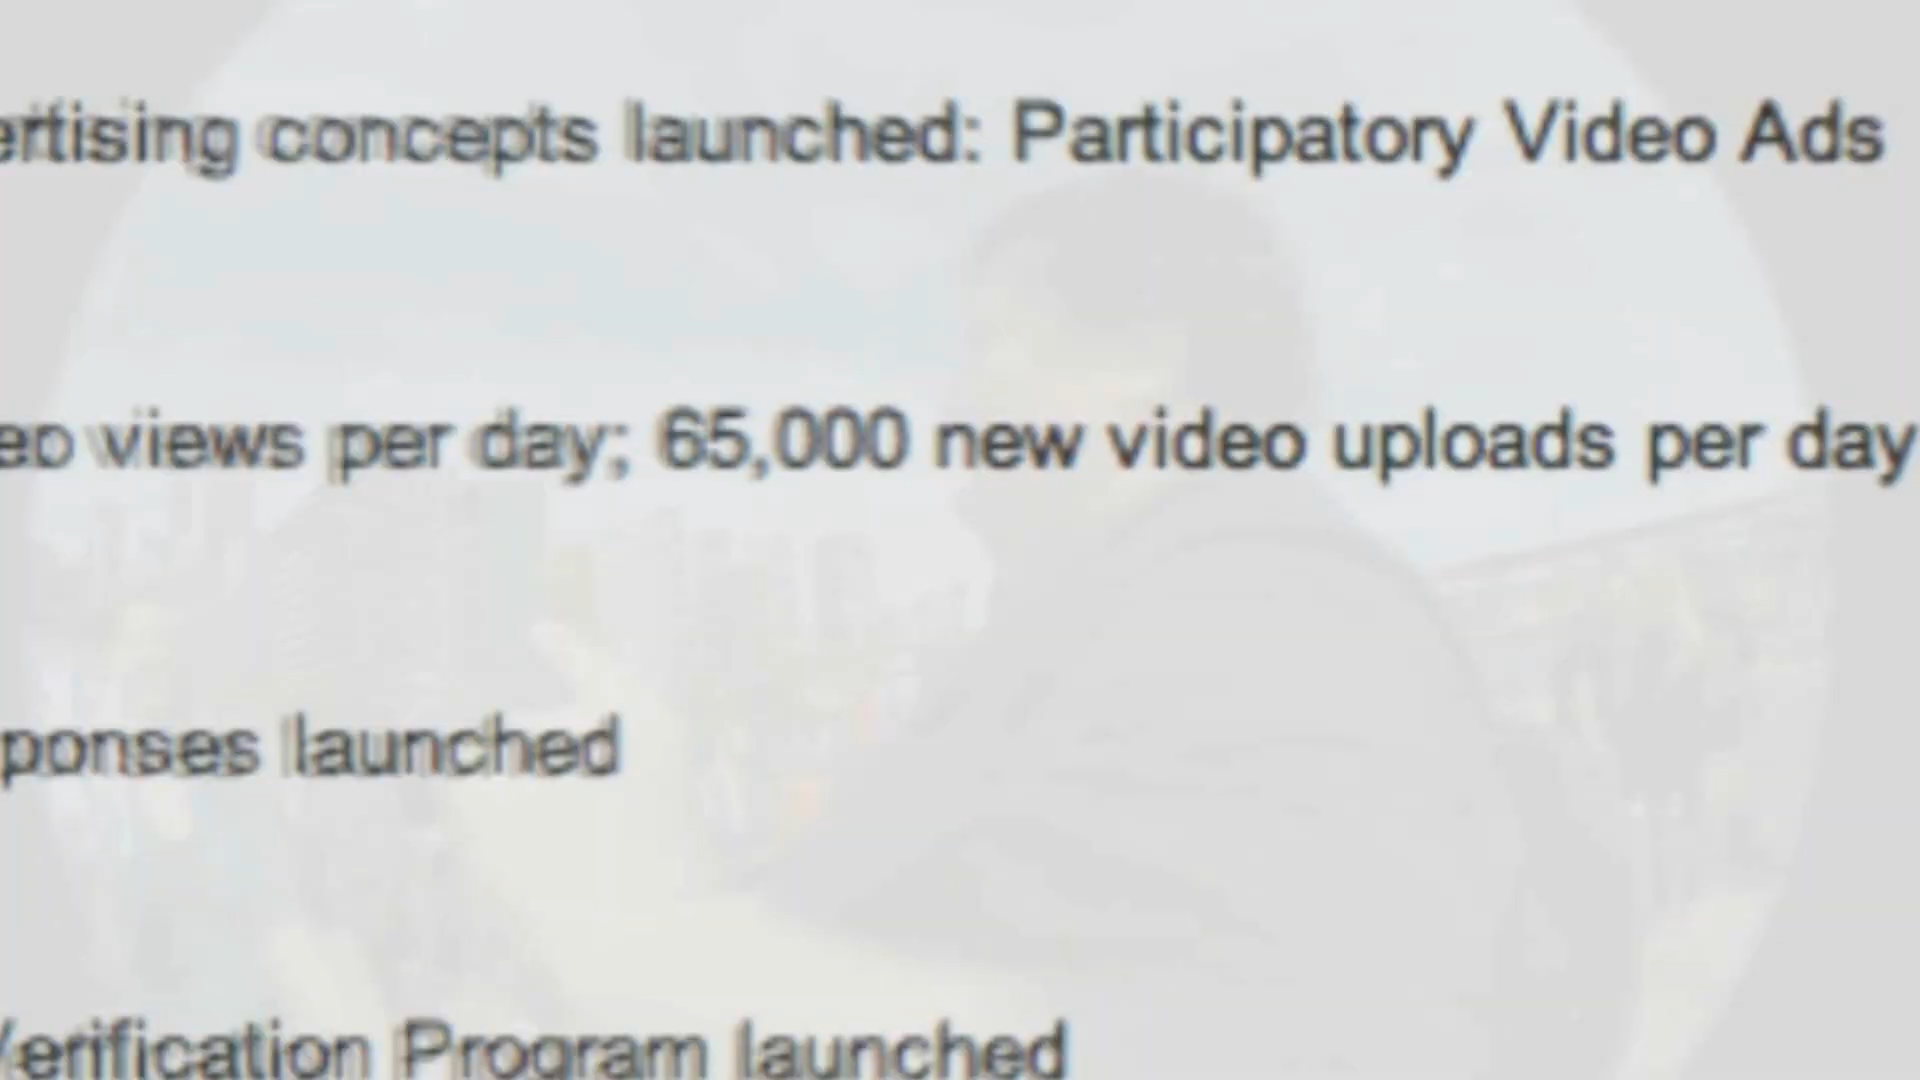 ertising concepts launched: Participatory Video Ads
eo views per day; 65,000 new video uploads per day
ponses launched
Verification Program launched